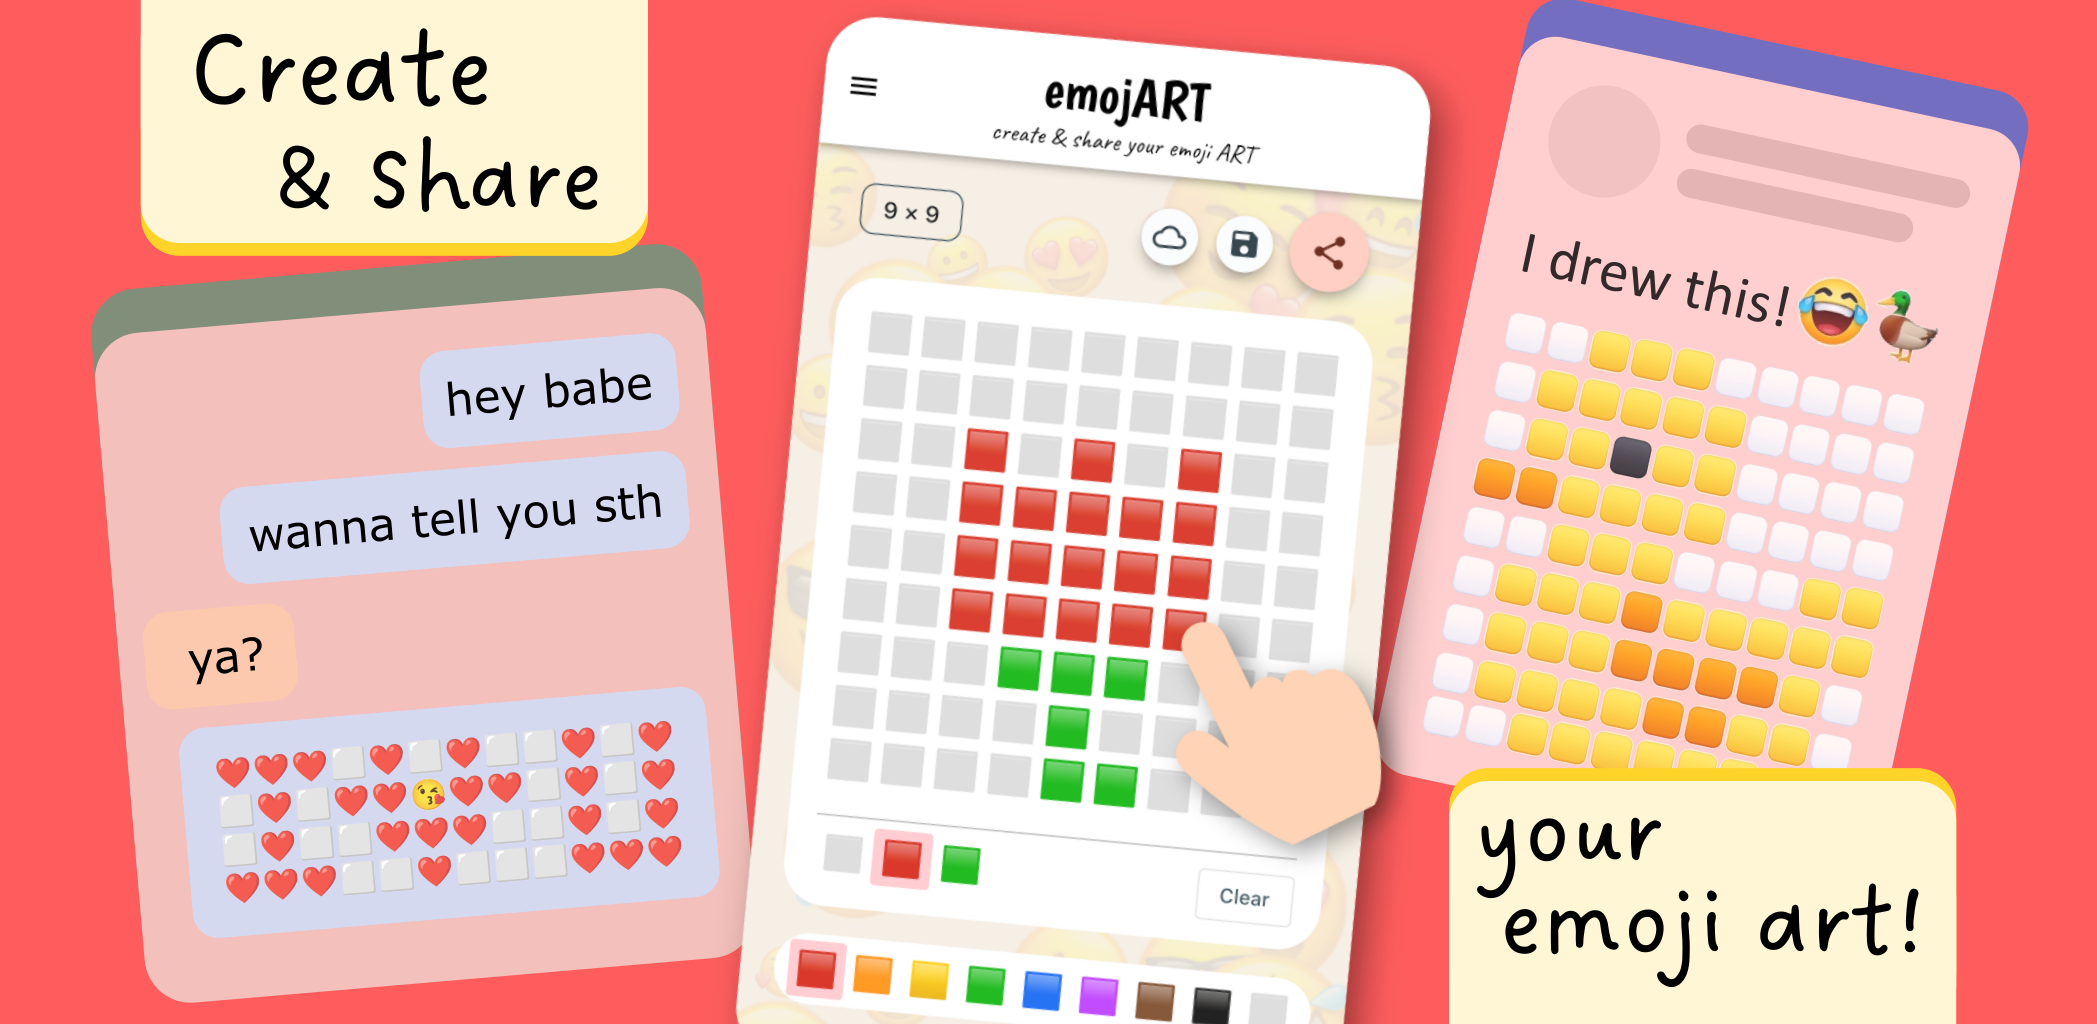 Create
& Share
hey babe
wanna tell you sth
ya?
emojART
create & share your emoji ART
9 × 9
Clear
I drew this!
your
emoji art!